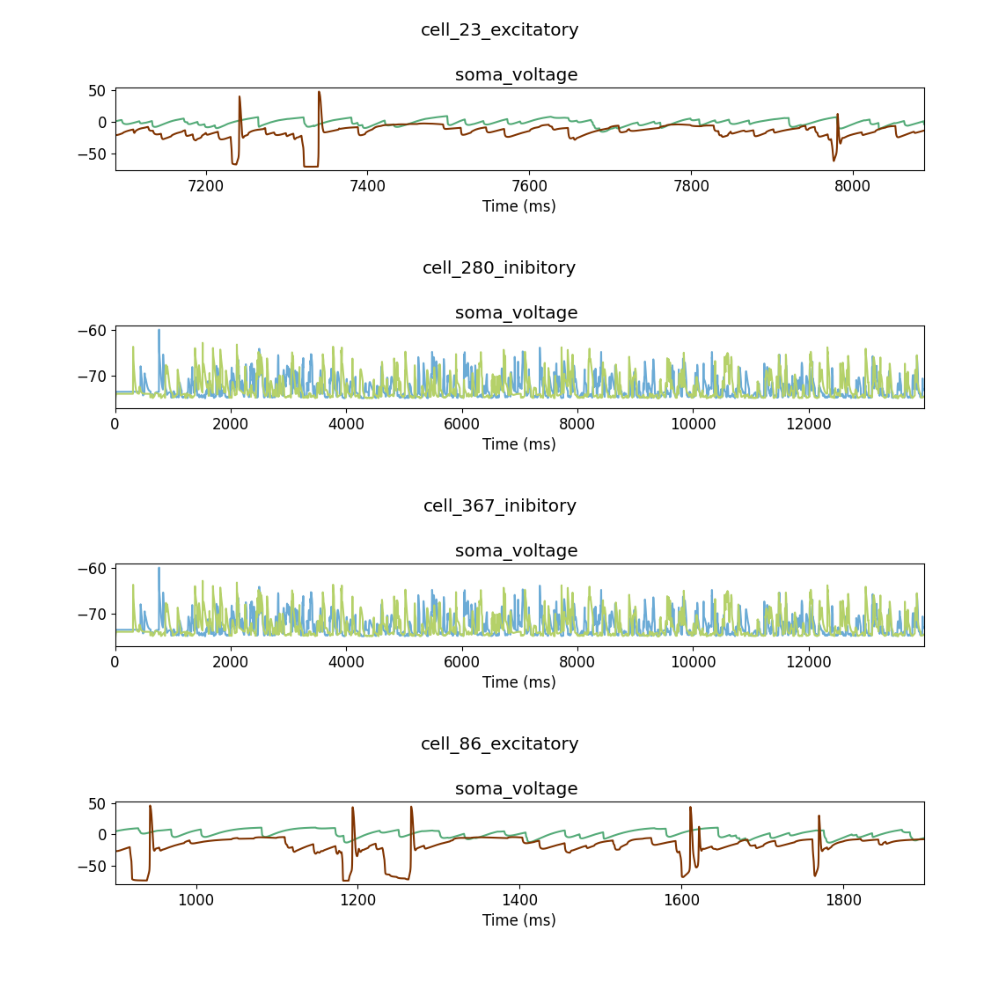 cell_23_excitatory
soma_voltage
50
0
−50
7200 7400 7600 7800 8000
Time (ms)
cell_280_inibitory
soma_voltage
−60
−70
0 2000 4000 6000 8000 10000 12000
Time (ms)
cell_367_inibitory
soma_voltage
−60
−70
0 2000 4000 6000 8000 10000 12000
Time (ms)
cell_86_excitatory
soma_voltage
50
0
−50
1000 1200 1400 1600 1800
Time (ms)